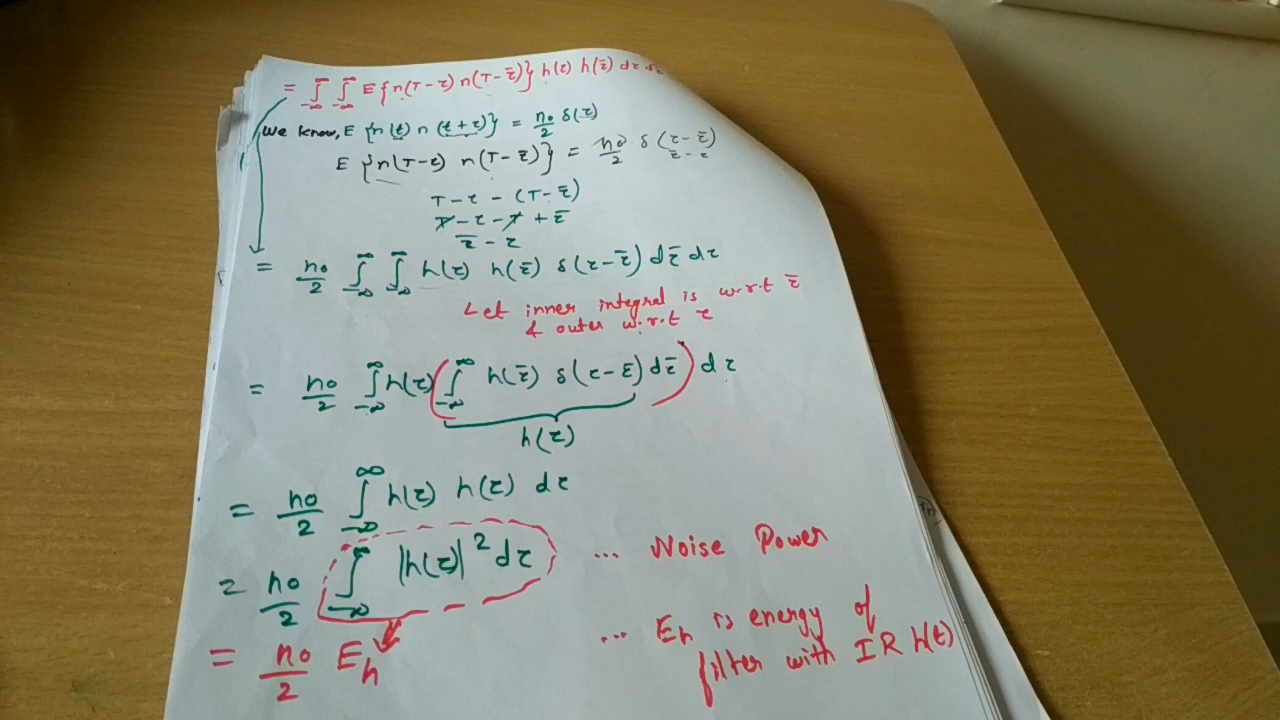 = ∫_{-∞}^{∞} ∫_{-∞}^{∞} E{n(T-τ) n(T-τ̄)} h(τ) h(τ̄) dτ dτ̄
We know, E {n(t) n(t+τ)} = n0/2 δ(τ)
E {n(T-τ) n(T-τ̄)} = n0/2 δ(τ-τ̄)
τ̄-τ
T-τ-(T-τ̄)
T-τ-T+τ̄
τ̄-τ
= n0/2 ∫_{-∞}^{∞} ∫_{-∞}^{∞} h(τ) h(τ̄) δ(τ-τ̄) dτ̄ dτ
Let inner integral is w.r.t τ̄
& outer w.r.t τ
= n0/2 ∫_{-∞}^{∞} h(τ) (∫_{-∞}^{∞} h(τ̄) δ(τ-τ̄) dτ̄) dτ
h(τ)
= n0/2 ∫_{-∞}^{∞} h(τ) h(τ) dτ
= n0/2 ∫_{-∞}^{∞} |h(τ)|² dτ ... Noise Power
= n0/2 Eh ... Eh is energy of
filter with IR h(t)